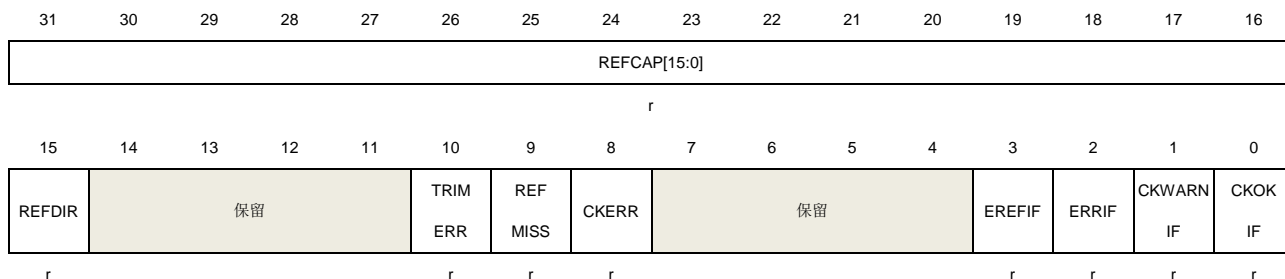 31 30 29 28 27 26 25 24 23 22 21 20 19 18 17 16
REFCAP[15:0]
r
15 14 13 12 11 10 9 8 7 6 5 4 3 2 1 0
REFDIR 保留 TRIM ERR REF MISS CKERR 保留 EREFIF ERRIF CKWARN IF CKOK IF
r r r r r r r r